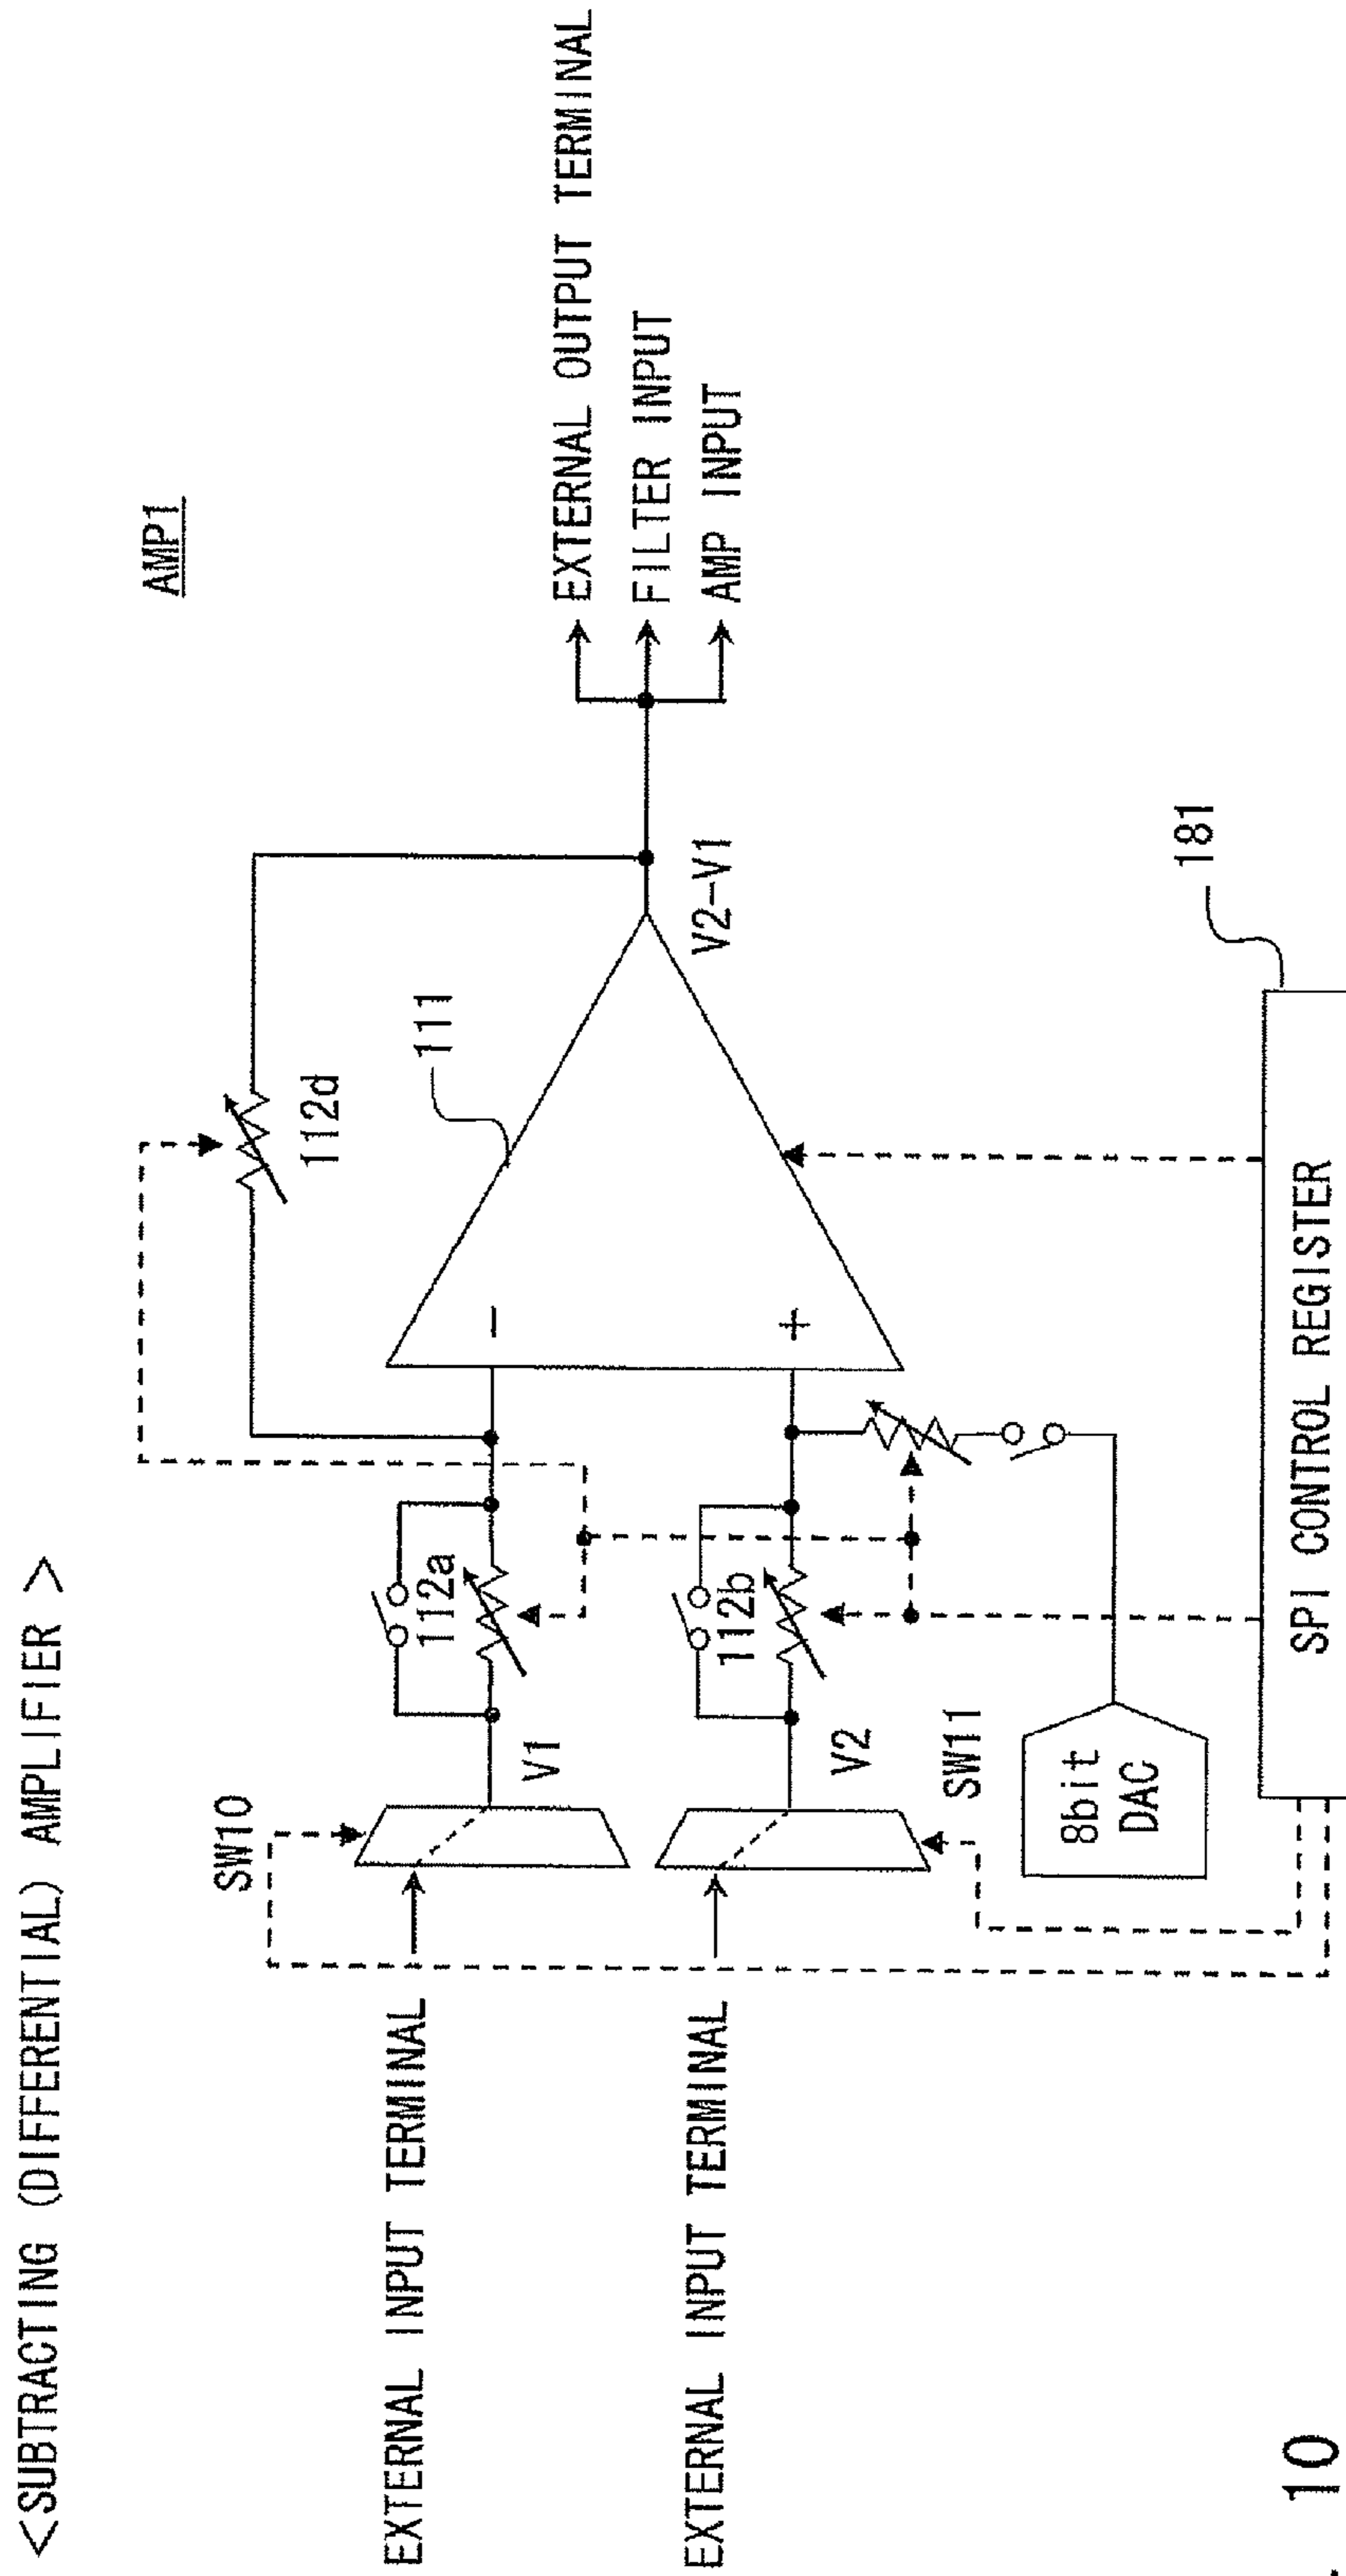 <SUBTRACTING (DIFFERENTIAL) AMPLIFIER >
AMP1
112d
SW10
EXTERNAL INPUT TERMINAL
V1
112a
−
111
EXTERNAL OUTPUT TERMINAL
FILTER INPUT
AMP INPUT
EXTERNAL INPUT TERMINAL
V2
112b
+
V2-V1
SW11
8bit
DAC
181
SPI CONTROL REGISTER
10